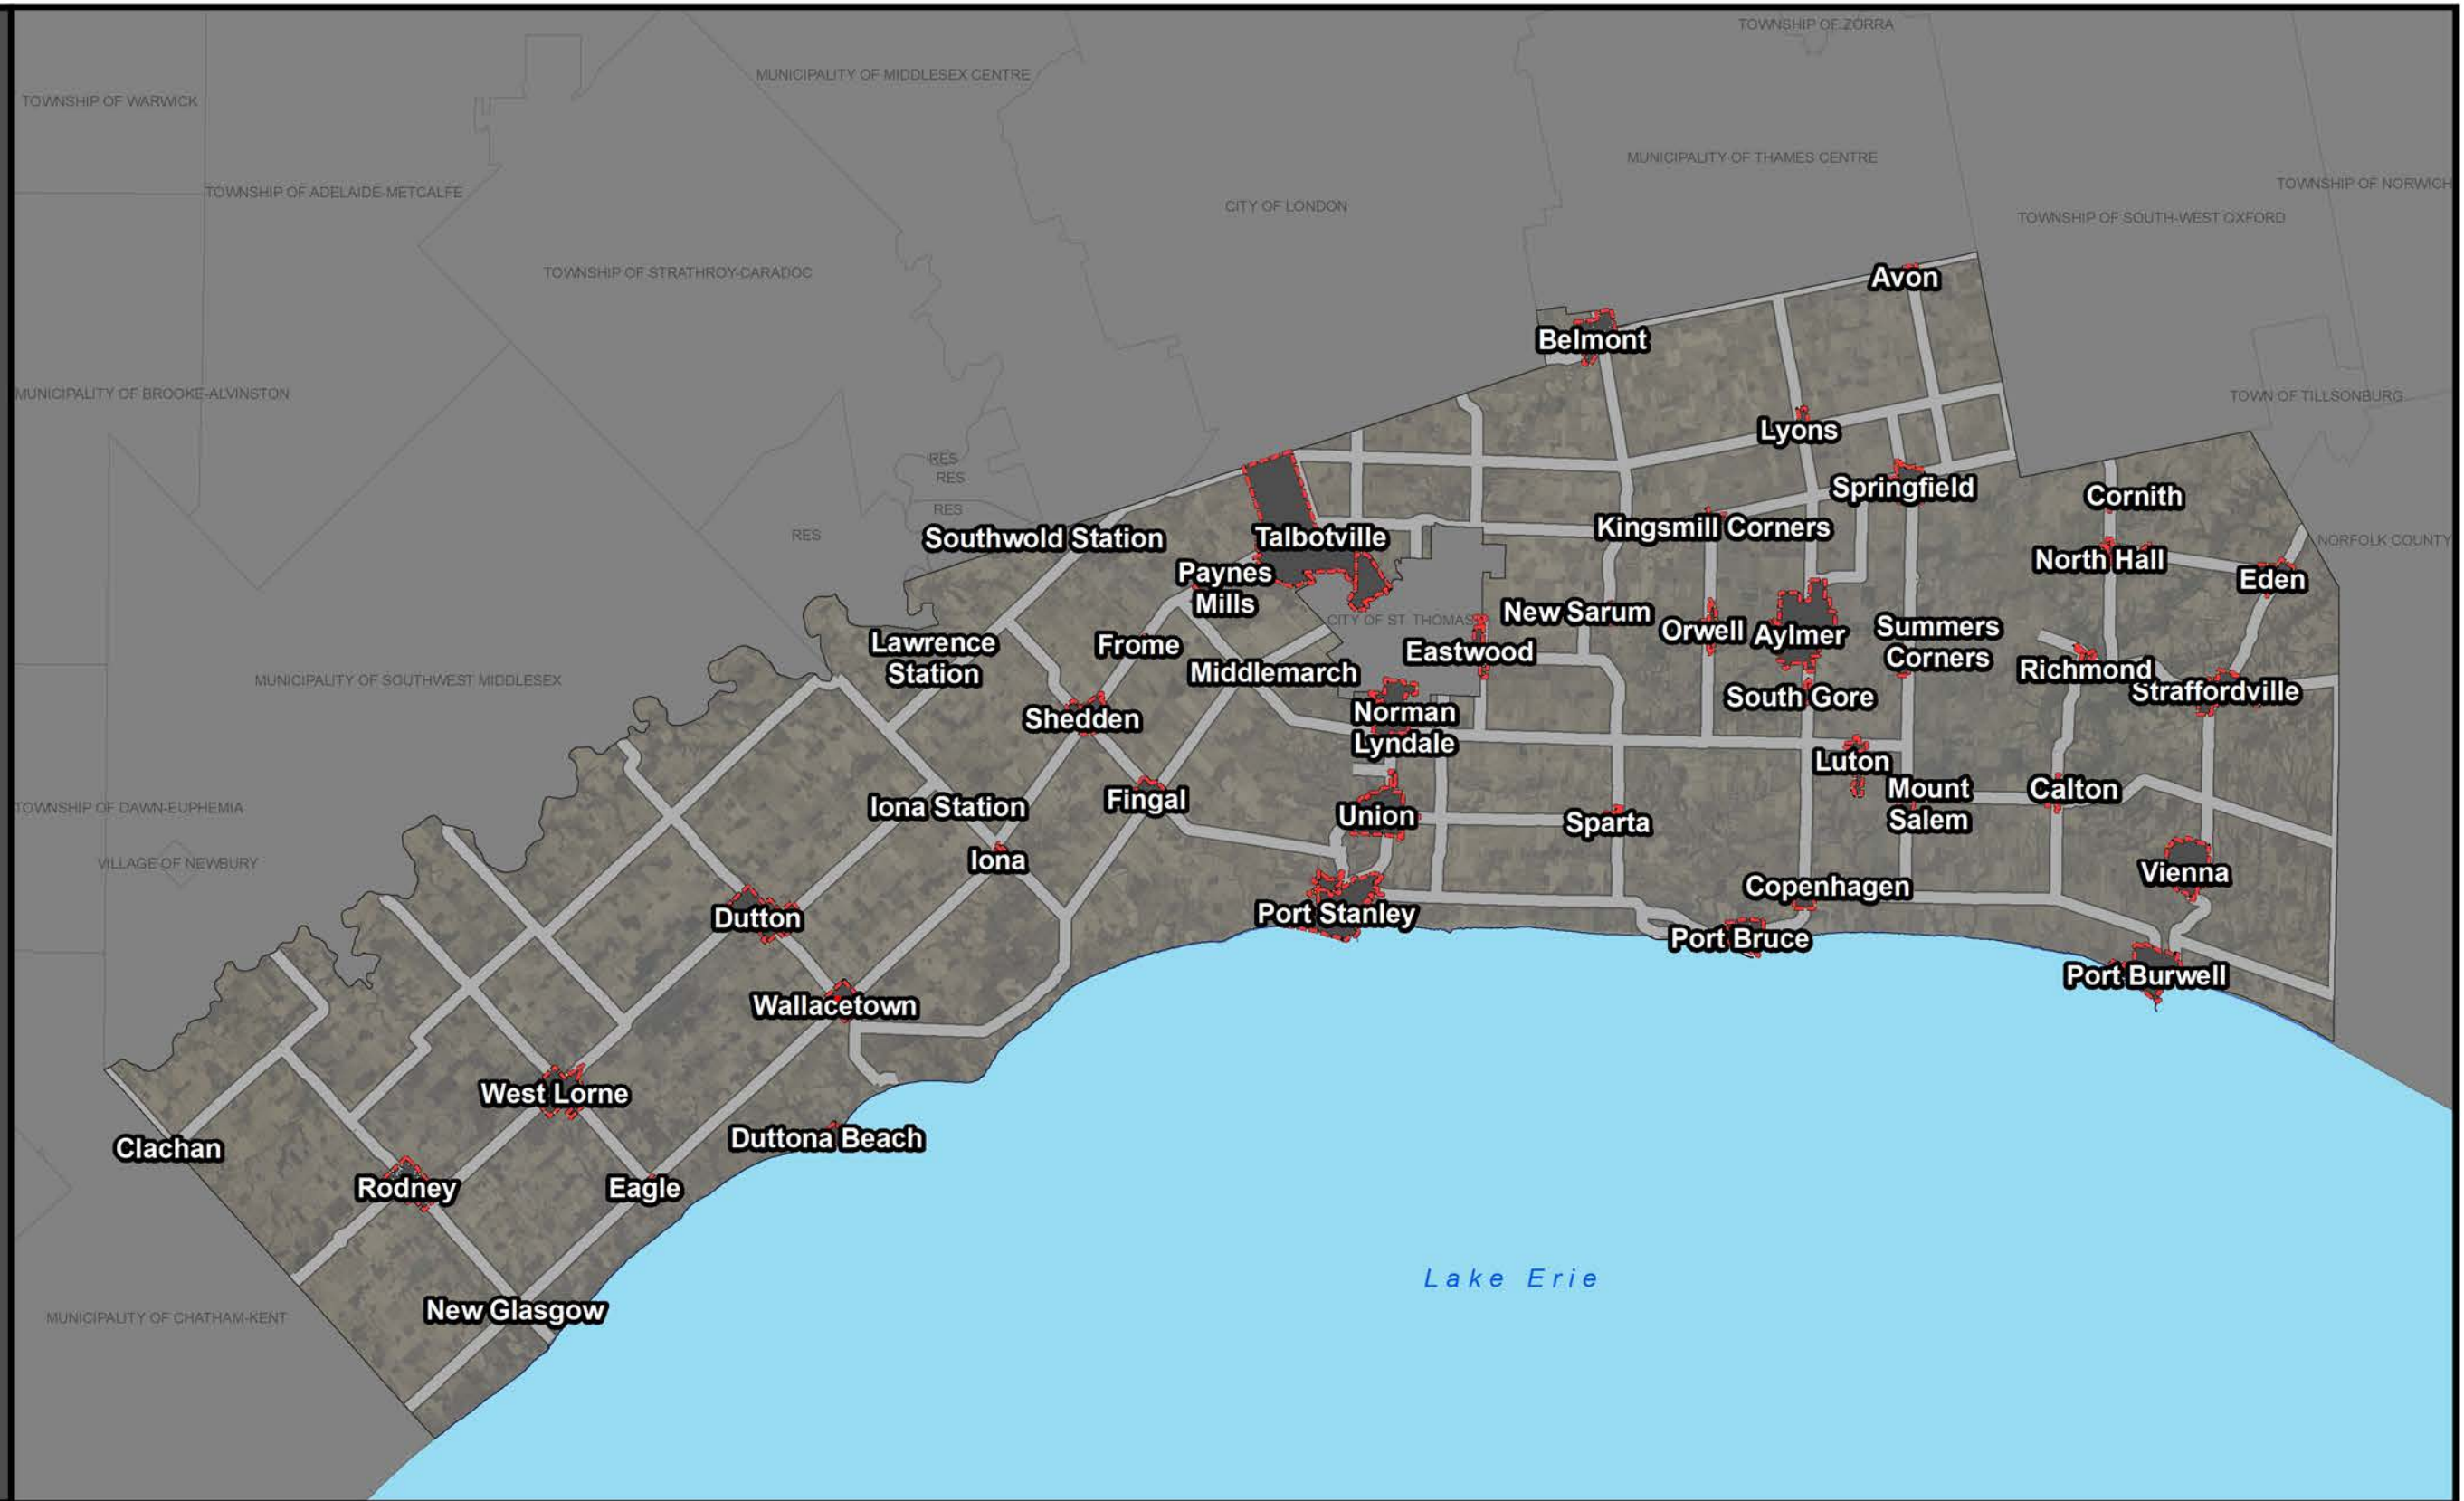 TOWNSHIP OF ZORRA
MUNICIPALITY OF MIDDLESEX CENTRE
TOWNSHIP OF WARWICK
MUNICIPALITY OF THAMES CENTRE
TOWNSHIP OF NORWICH
TOWNSHIP OF ADELAIDE-METCALFE
CITY OF LONDON
TOWNSHIP OF SOUTH-WEST OXFORD
TOWNSHIP OF STRATHROY-CARADOC
Avon
Belmont
MUNICIPALITY OF BROOKE-ALVINSTON
TOWN OF TILLSONBURG
Lyons
RES
RES
Springfield
Cornith
RES
Kingsmill Corners
RES
Southwold Station
Talbotville
NORFOLK COUNTY
North Hall
Paynes
Mills
Eden
New Sarum
CITY OF ST. THOMAS
Orwell
Aylmer
Summers
Corners
Lawrence
Station
Frome
Eastwood
Middlemarch
Richmond
MUNICIPALITY OF SOUTHWEST MIDDLESEX
Straffordville
South Gore
Shedden
Norman
Lyndale
Luton
Mount
Salem
Calton
Fingal
Iona Station
TOWNSHIP OF DAWN-EUPHEMIA
Union
Sparta
VILLAGE OF NEWBURY
Iona
Vienna
Copenhagen
Dutton
Port Stanley
Port Bruce
Port Burwell
Wallacetown
West Lorne
Duttona Beach
Clachan
Rodney
Eagle
Lake Erie
New Glasgow
MUNICIPALITY OF CHATHAM-KENT